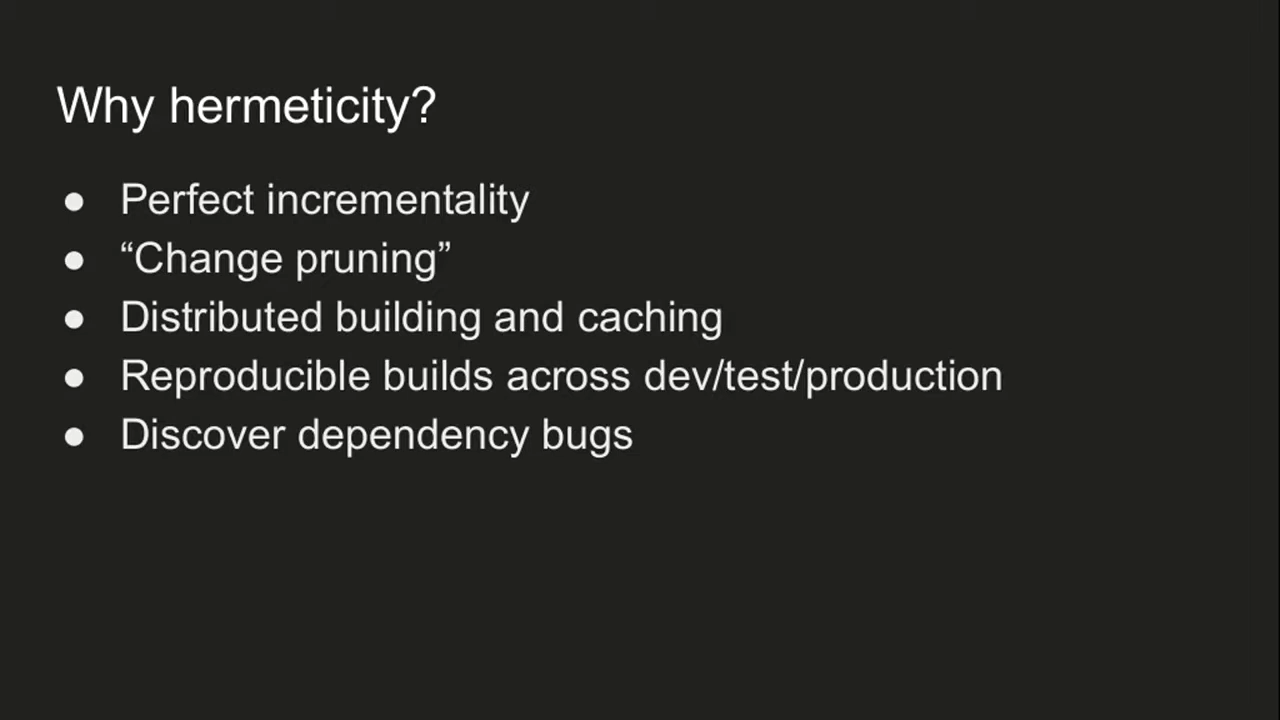 Why hermeticity?
● Perfect incrementality
● “Change pruning”
● Distributed building and caching
● Reproducible builds across dev/test/production
● Discover dependency bugs